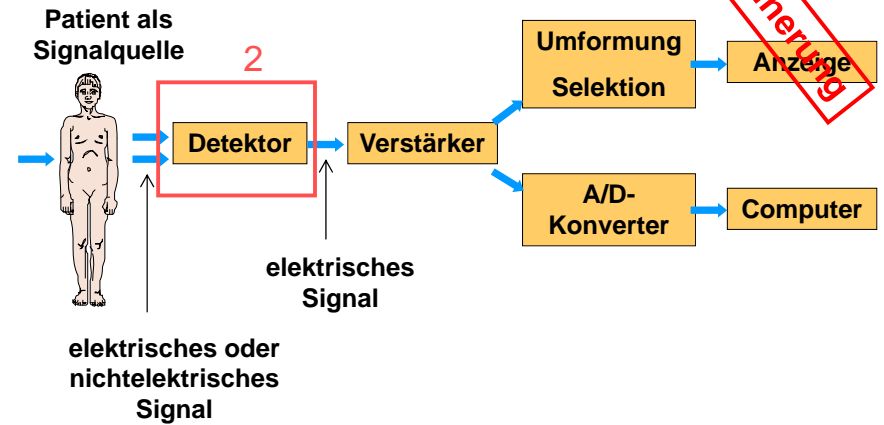 Patient als
Signalquelle
2
Detektor
Verstärker
Umformung
Selektion
Anzeige
A/D-
Konverter
Computer
elektrisches
Signal
elektrisches oder
nichtelektrisches
Signal